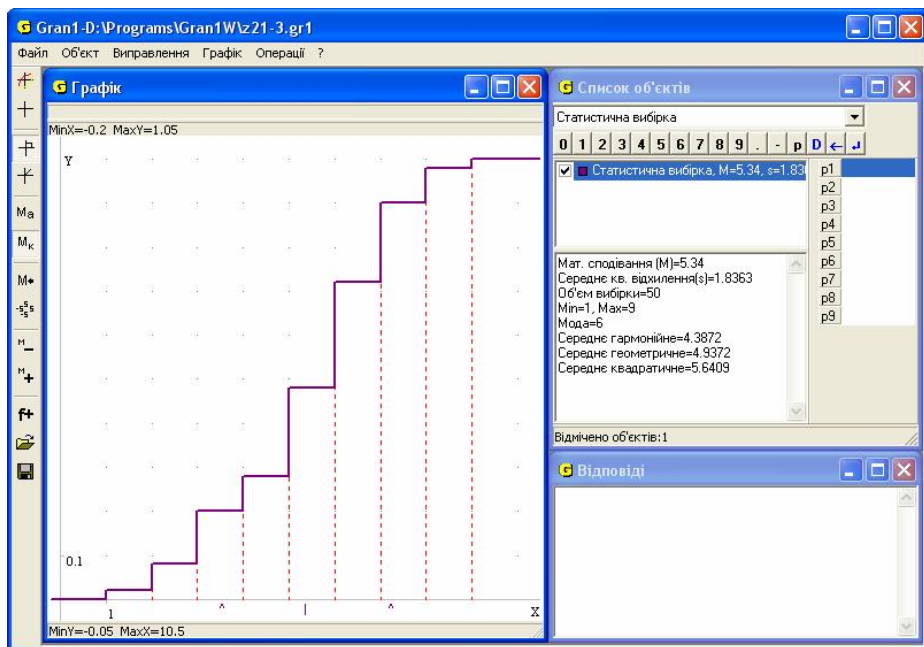 Gran1-D:\Programs\Gran1W\z21-3.gr1
Файл Об'єкт Виправлення Графік Операції ?
Графік
MinX=-0.2 MaxY=1.05
Y
0.1
1
X
MinY=-0.05 MaxX=10.5
Mа
Mк
M
-s s s
M
M
f+
Список об'єктів
Статистична вибірка
0 1 2 3 4 5 6 7 8 9 . - p D
Статистична вибірка, M=5.34, s=1.83
p1
p2
p3
p4
p5
p6
p7
p8
p9
Мат. сподівання (M)=5.34
Середнє кв. відхилення(s)=1.8363
Об'єм вибірки=50
Min=1, Max=9
Мода=6
Середнє гармонійне=4.3872
Середнє геометричне=4.9372
Середнє квадратичне=5.6409
Відмічено об'єктів:1
Відповіді